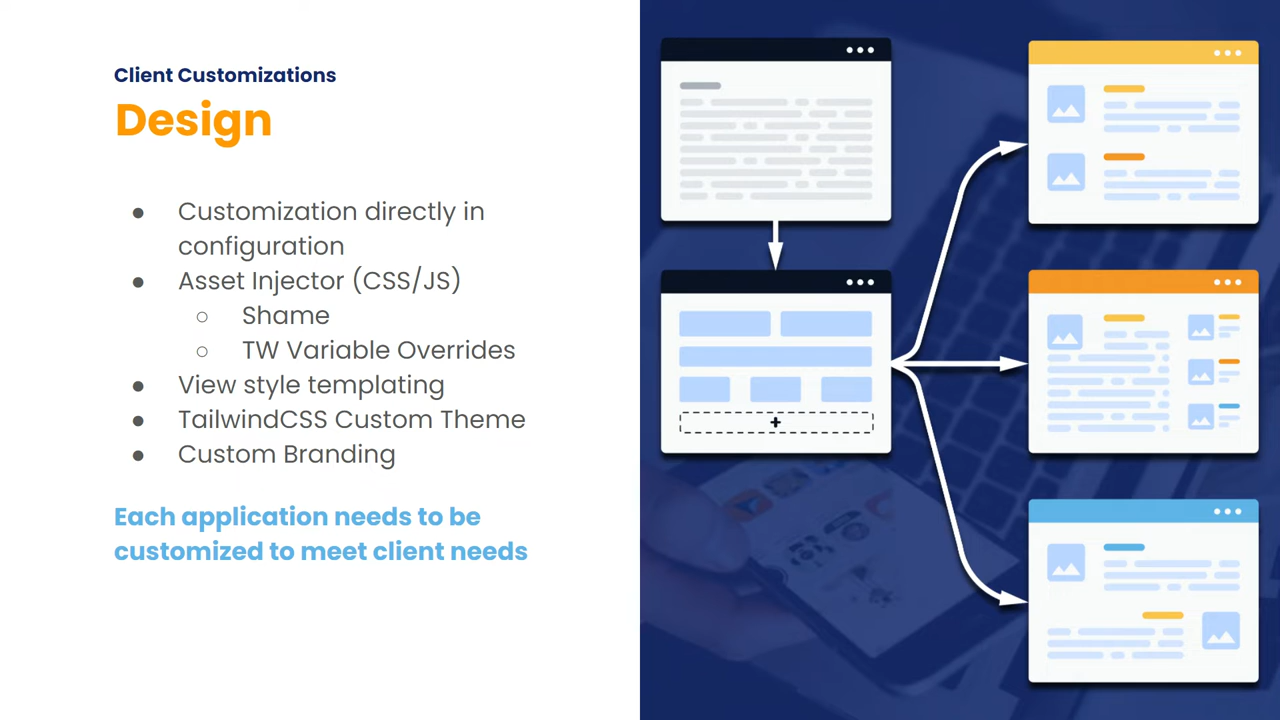 Client Customizations
Design
● Customization directly in
configuration
● Asset Injector (CSS/JS)
○ Shame
○ TW Variable Overrides
● View style templating
● TailwindCSS Custom Theme
● Custom Branding
Each application needs to be
customized to meet client needs